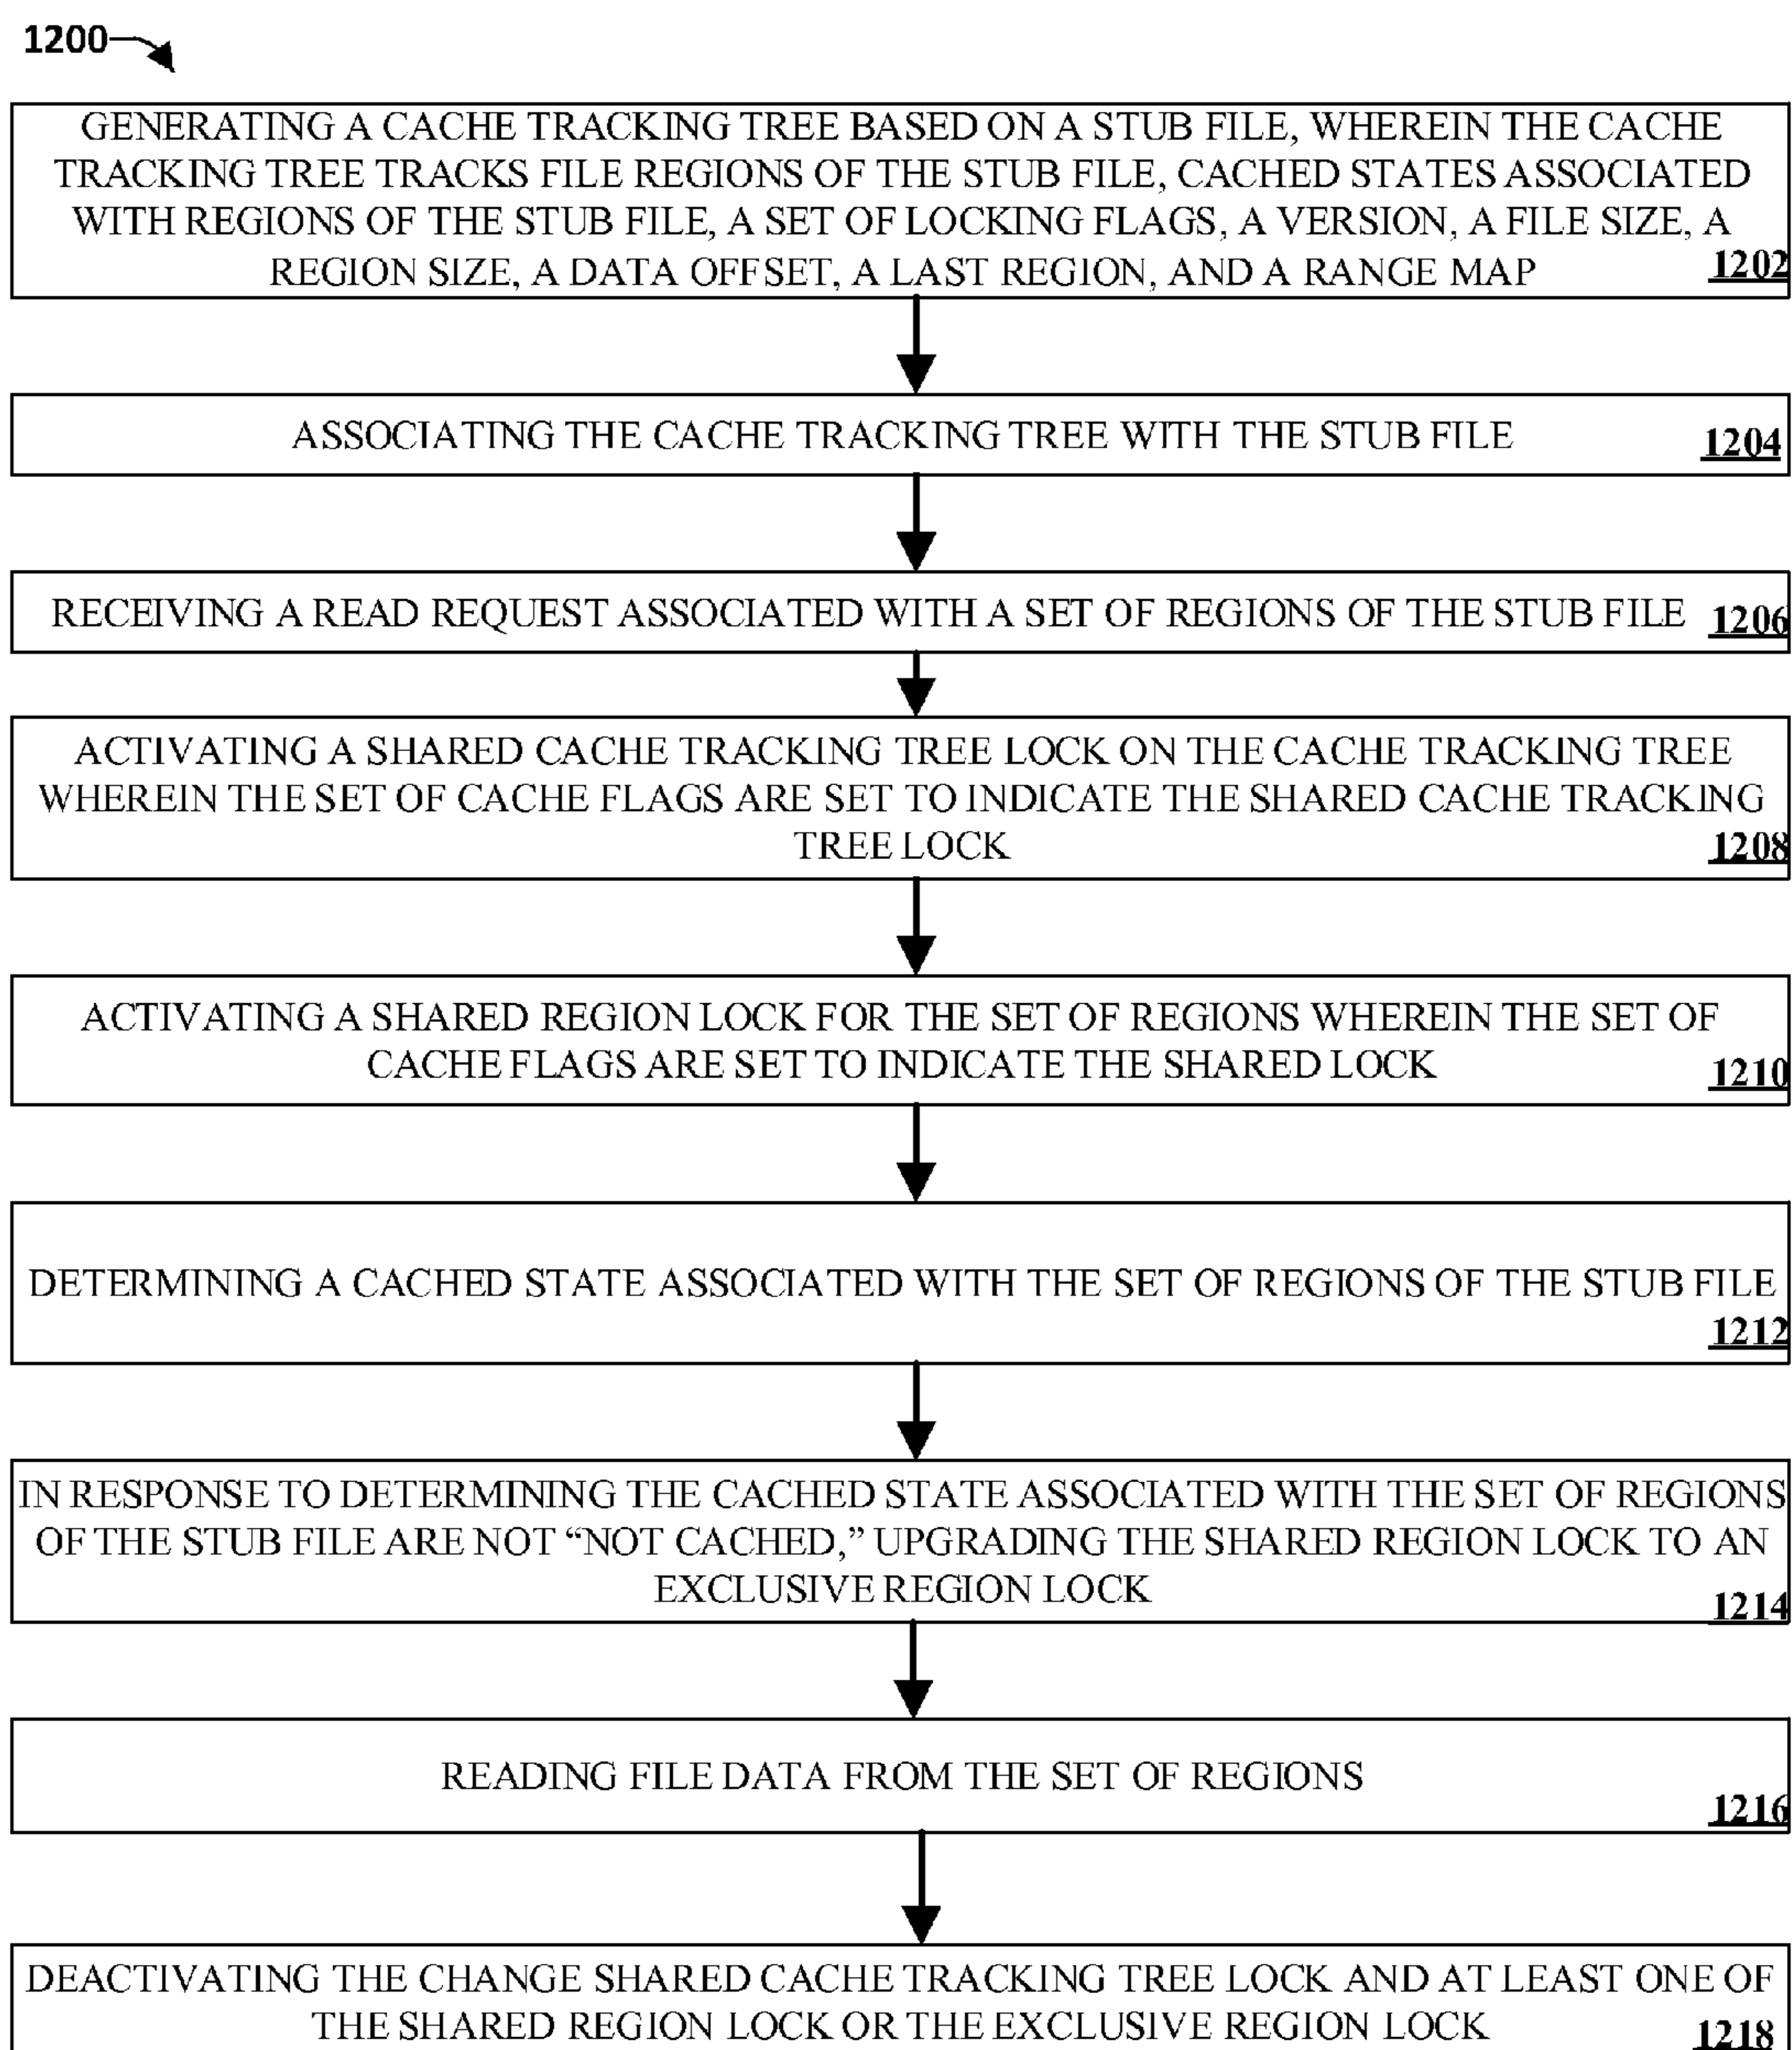 1200
GENERATING A CACHE TRACKING TREE BASED ON A STUB FILE, WHEREIN THE CACHE
TRACKING TREE TRACKS FILE REGIONS OF THE STUB FILE, CACHED STATES ASSOCIATED
WITH REGIONS OF THE STUB FILE, A SET OF LOCKING FLAGS, A VERSION, A FILE SIZE, A
REGION SIZE, A DATA OFFSET, A LAST REGION, AND A RANGE MAP 1202
ASSOCIATING THE CACHE TRACKING TREE WITH THE STUB FILE 1204
RECEIVING A READ REQUEST ASSOCIATED WITH A SET OF REGIONS OF THE STUB FILE 1206
ACTIVATING A SHARED CACHE TRACKING TREE LOCK ON THE CACHE TRACKING TREE
WHEREIN THE SET OF CACHE FLAGS ARE SET TO INDICATE THE SHARED CACHE TRACKING
TREE LOCK 1208
ACTIVATING A SHARED REGION LOCK FOR THE SET OF REGIONS WHEREIN THE SET OF
CACHE FLAGS ARE SET TO INDICATE THE SHARED LOCK 1210
DETERMINING A CACHED STATE ASSOCIATED WITH THE SET OF REGIONS OF THE STUB FILE
1212
IN RESPONSE TO DETERMINING THE CACHED STATE ASSOCIATED WITH THE SET OF REGIONS
OF THE STUB FILE ARE NOT “NOT CACHED,” UPGRADING THE SHARED REGION LOCK TO AN
EXCLUSIVE REGION LOCK 1214
READING FILE DATA FROM THE SET OF REGIONS
1216
DEACTIVATING THE CHANGE SHARED CACHE TRACKING TREE LOCK AND AT LEAST ONE OF
THE SHARED REGION LOCK OR THE EXCLUSIVE REGION LOCK 1218